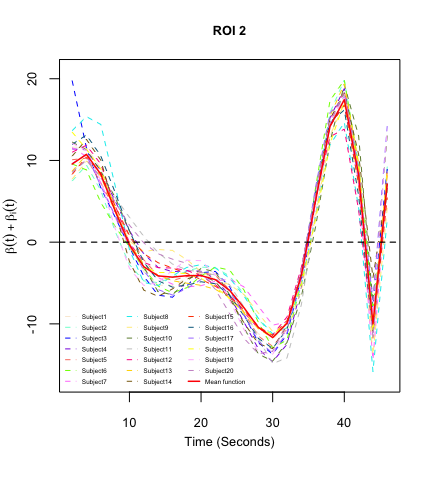 ROI 2
β(t) + βᵢ(t)
20
10
0
-10
Subject1 Subject8 Subject15
Subject2 Subject9 Subject16
Subject3 Subject10 Subject17
Subject4 Subject11 Subject18
Subject5 Subject12 Subject19
Subject6 Subject13 Subject20
Subject7 Subject14 Mean function
10 20 30 40
Time (Seconds)